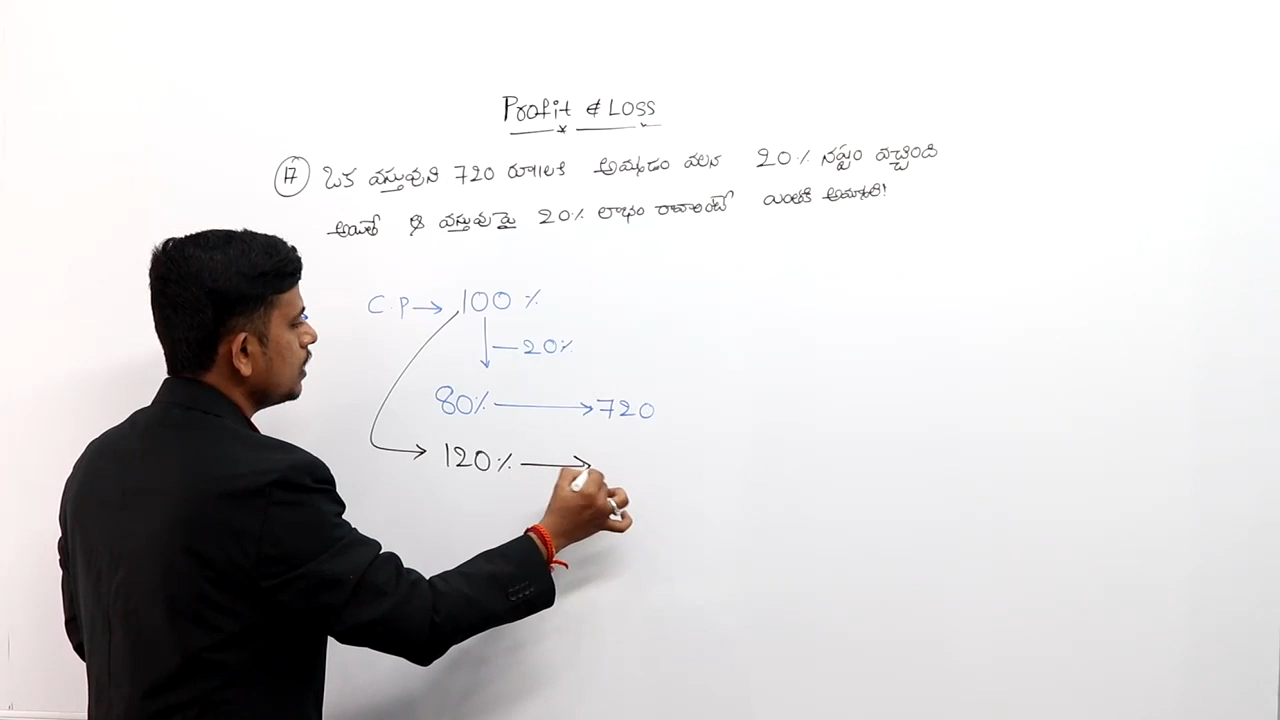 Profit & Loss
17 ఒక వస్తువుని 720 రూ॥లకి అమ్మడం వలన 20% నష్టం వచ్చింది
అయితే ఆ వస్తువుపై 20% లాభం రావాలంటే ఎంతకి అమ్మాలి!
C.P → 100 %
— 20%
80% → 720
120% →